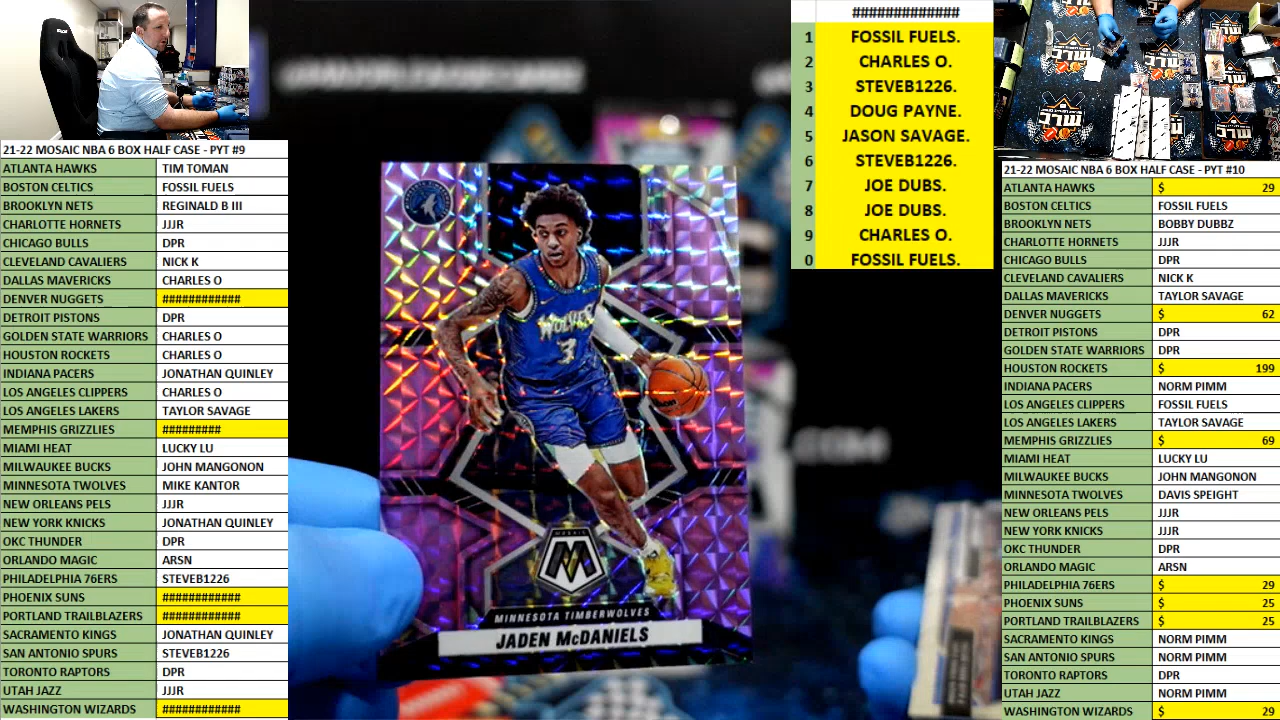 21-22 MOSAIC NBA 6 BOX HALF CASE - PYT #9
ATLANTA HAWKS TIM TOMAN
BOSTON CELTICS FOSSIL FUELS
BROOKLYN NETS REGINALD B III
CHARLOTTE HORNETS JJJR
CHICAGO BULLS DPR
CLEVELAND CAVALIERS NICK K
DALLAS MAVERICKS CHARLES O
DENVER NUGGETS ############
DETROIT PISTONS DPR
GOLDEN STATE WARRIORS CHARLES O
HOUSTON ROCKETS CHARLES O
INDIANA PACERS JONATHAN QUINLEY
LOS ANGELES CLIPPERS CHARLES O
LOS ANGELES LAKERS TAYLOR SAVAGE
MEMPHIS GRIZZLIES #########
MIAMI HEAT LUCKY LU
MILWAUKEE BUCKS JOHN MANGONON
MINNESOTA TWOLVES MIKE KANTOR
NEW ORLEANS PELS JJJR
NEW YORK KNICKS JONATHAN QUINLEY
OKC THUNDER DPR
ORLANDO MAGIC ARSN
PHILADELPHIA 76ERS STEVEB1226
PHOENIX SUNS ############
PORTLAND TRAILBLAZERS ############
SACRAMENTO KINGS JONATHAN QUINLEY
SAN ANTONIO SPURS STEVEB1226
TORONTO RAPTORS DPR
UTAH JAZZ JJJR
WASHINGTON WIZARDS ############
WOLVES
3
MOSAIC
M
MINNESOTA TIMBERWOLVES
JADEN McDANIELS
.COM
#############
1 FOSSIL FUELS.
2 CHARLES O.
3 STEVEB1226.
4 DOUG PAYNE.
5 JASON SAVAGE.
6 STEVEB1226.
7 JOE DUBS.
8 JOE DUBS.
9 CHARLES O.
0 FOSSIL FUELS.
MLC
MLC
MLC
21-22 MOSAIC NBA 6 BOX HALF CASE - PYT #10
ATLANTA HAWKS $ 29
BOSTON CELTICS FOSSIL FUELS
BROOKLYN NETS BOBBY DUBBZ
CHARLOTTE HORNETS JJJR
CHICAGO BULLS DPR
CLEVELAND CAVALIERS NICK K
DALLAS MAVERICKS TAYLOR SAVAGE
DENVER NUGGETS $ 62
DETROIT PISTONS DPR
GOLDEN STATE WARRIORS DPR
HOUSTON ROCKETS $ 199
INDIANA PACERS NORM PIMM
LOS ANGELES CLIPPERS FOSSIL FUELS
LOS ANGELES LAKERS TAYLOR SAVAGE
MEMPHIS GRIZZLIES $ 69
MIAMI HEAT LUCKY LU
MILWAUKEE BUCKS JOHN MANGONON
MINNESOTA TWOLVES DAVIS SPEIGHT
NEW ORLEANS PELS JJJR
NEW YORK KNICKS JJJR
OKC THUNDER DPR
ORLANDO MAGIC ARSN
PHILADELPHIA 76ERS $ 29
PHOENIX SUNS $ 25
PORTLAND TRAILBLAZERS $ 25
SACRAMENTO KINGS NORM PIMM
SAN ANTONIO SPURS NORM PIMM
TORONTO RAPTORS DPR
UTAH JAZZ NORM PIMM
WASHINGTON WIZARDS $ 29